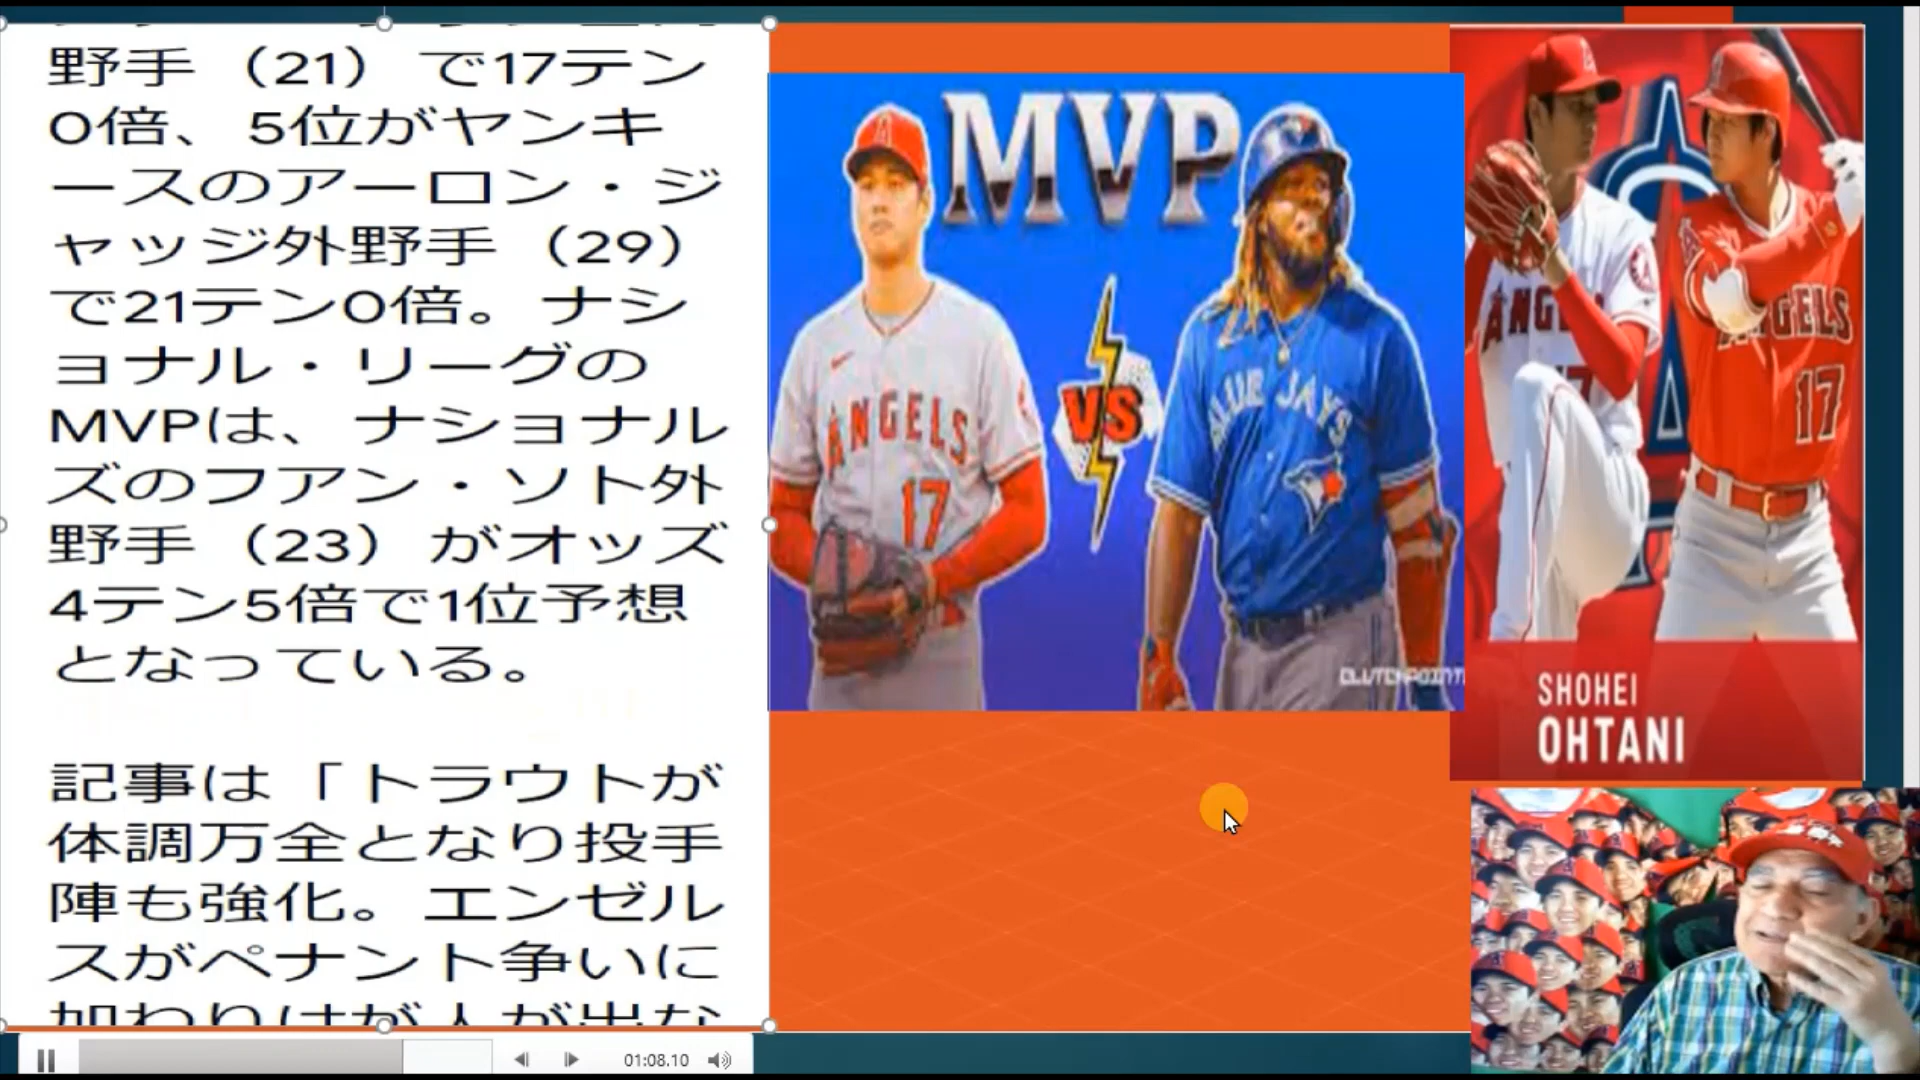 野手（21）で17テン
0倍、5位がヤンキ
ースのアーロン・ジ
ャッジ外野手（29）
で21テン0倍。ナシ
ョナル・リーグの
MVPは、ナショナル
ズのフアン・ソト外
野手（23）がオッズ
4テン5倍で1位予想
となっている。
記事は「トラウトが
体調万全となり投手
陣も強化。エンゼル
スがペナント争いに
MVP
VS
ANGELS
17
BLUE JAYS
CLUTCHPOINT
ANGELS
17
SHOHEI
OHTANI
01:08.10